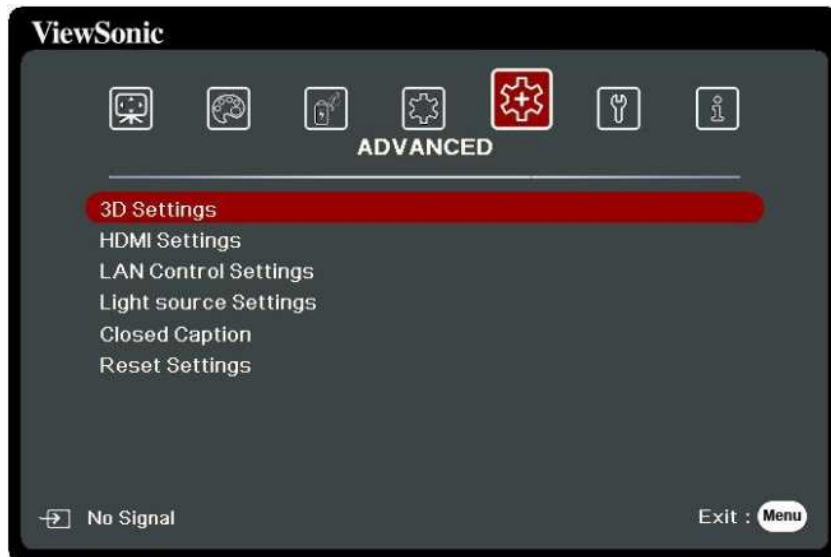 ViewSonic
ADVANCED
3D Settings
HDMI Settings
LAN Control Settings
Light source Settings
Closed Caption
Reset Settings
No Signal
Exit : Menu